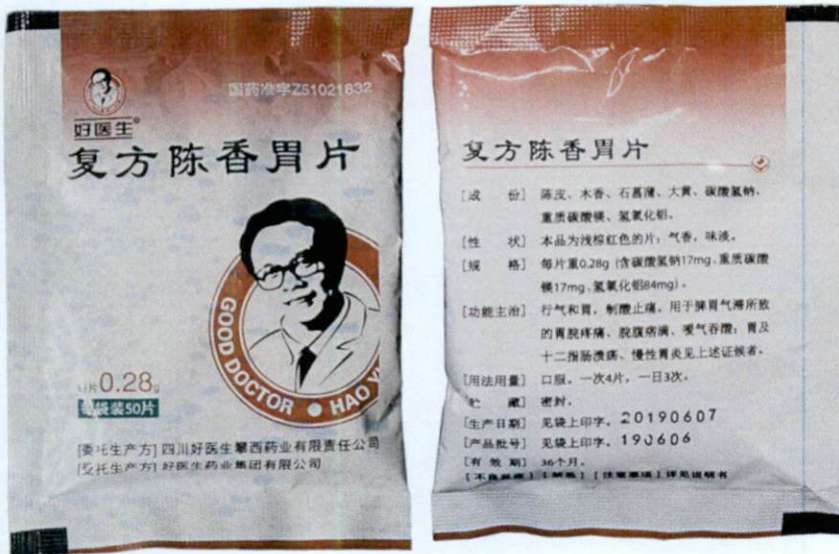 国药准字Z51021832
好医生®
复方陈香胃片
GOOD DOCTOR • HAO
每片0.28g
每袋装50片
[委托生产方] 四川好医生攀西药业有限责任公司
[受托生产方] 好医生药业集团有限公司
复方陈香胃片
[成 份] 陈皮、木香、石菖蒲、大黄、碳酸氢钠、
重质碳酸镁、氢氧化铝。
[性 状] 本品为浅棕红色的片；气香，味淡。
[规 格] 每片重0.28g (含碳酸氢钠17mg、重质碳酸
镁17mg、氢氧化铝84mg)。
[功能主治] 行气和胃，制酸止痛，用于脾胃气滞所致
的胃脘疼痛、脘腹痞满、嗳气吞酸；胃及
十二指肠溃疡、慢性胃炎见上述证候者。
[用法用量] 口服。一次4片，一日3次。
[贮 藏] 密封。
[生产日期] 见袋上印字。20190607
[产品批号] 见袋上印字。190606
[有 效 期] 36个月。
[不良反应] [禁忌] [注意事项] 详见说明书